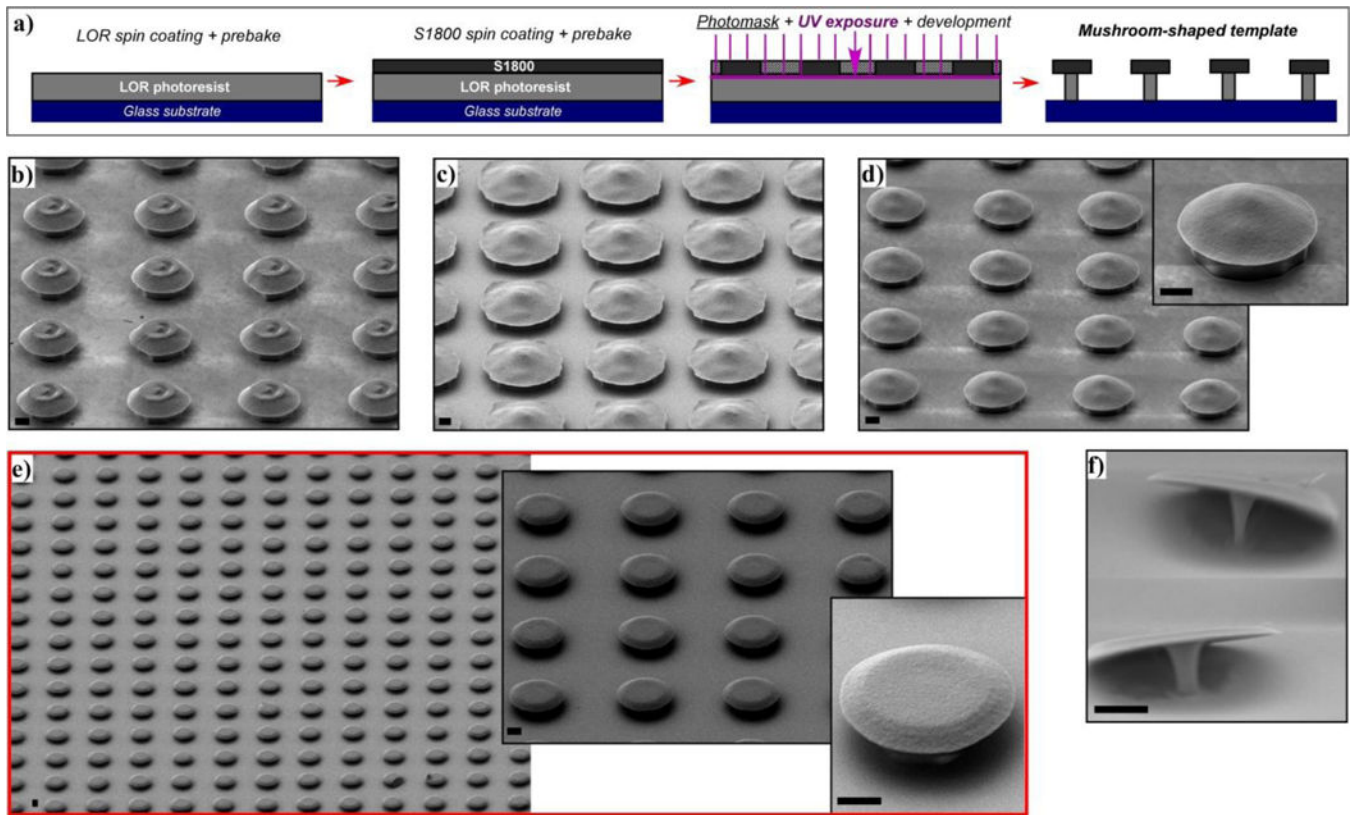 a)
LOR spin coating + prebake
LOR photoresist
Glass substrate
S1800 spin coating + prebake
S1800
LOR photoresist
Glass substrate
Photomask + UV exposure + development
Mushroom-shaped template
b)
c)
d)
e)
f)